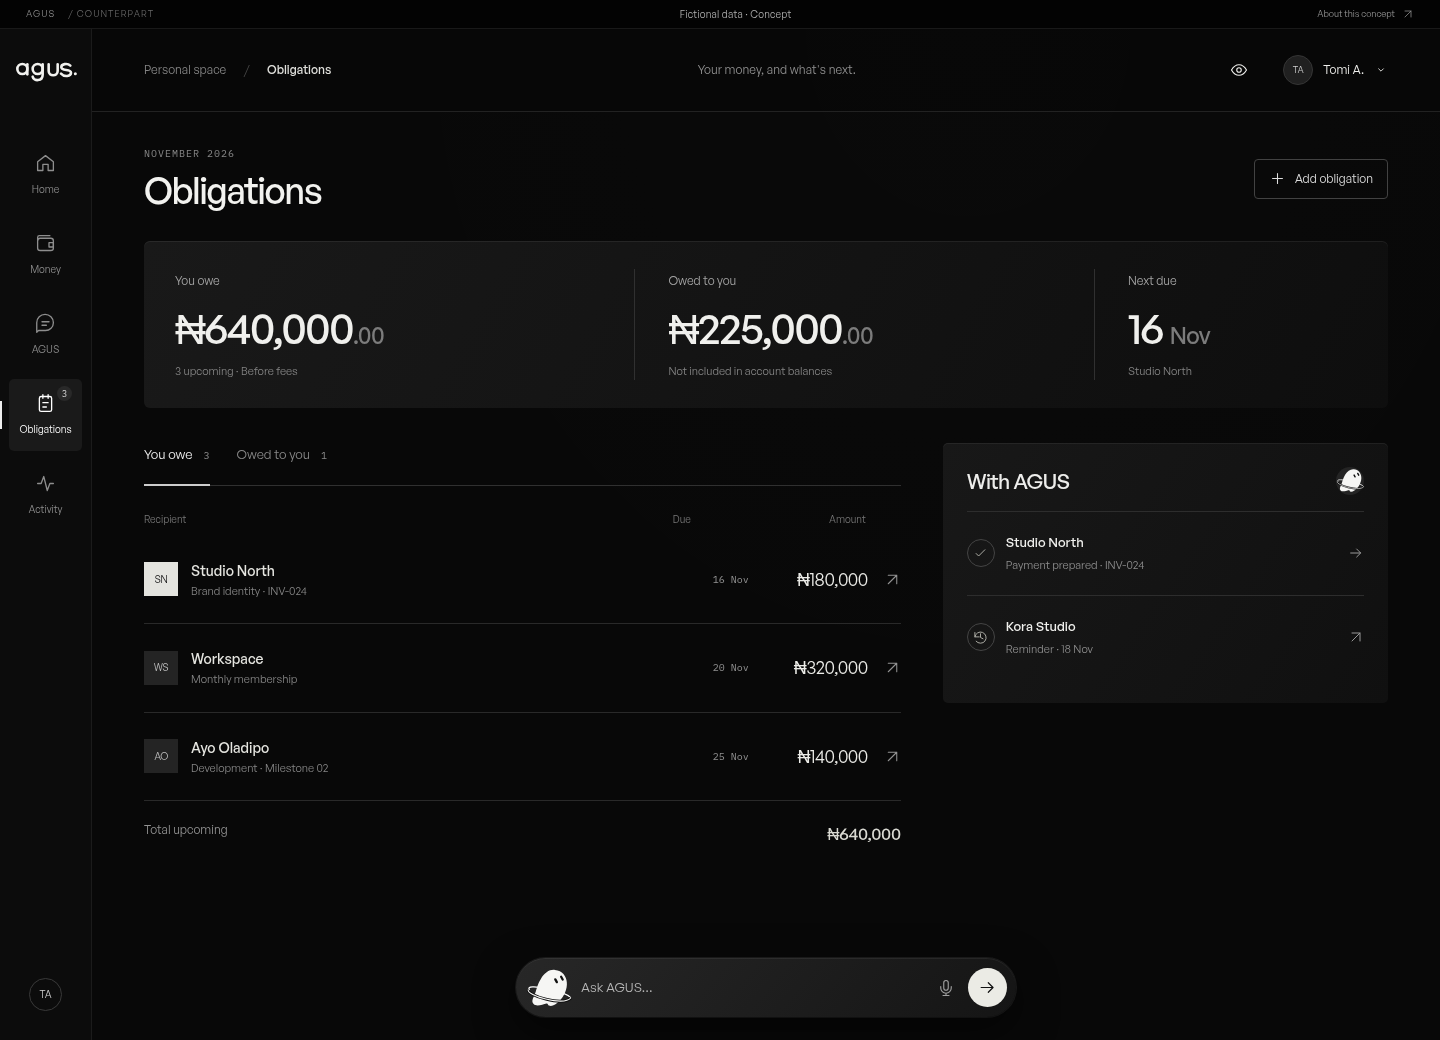 AGUS / COUNTERPART
Fictional data · Concept
About this concept
agus.
Personal space / Obligations
Your money, and what's next.
TA
Tomi A.
Home
Money
AGUS
3
Obligations
Activity
TA
NOVEMBER 2026
Obligations
Add obligation
You owe
₦640,000.00
3 upcoming · Before fees
Owed to you
₦225,000.00
Not included in account balances
Next due
16 Nov
Studio North
You owe 3
Owed to you 1
Recipient Due Amount
SN
Studio North
Brand identity · INV-024
16 Nov
₦180,000
WS
Workspace
Monthly membership
20 Nov
₦320,000
AO
Ayo Oladipo
Development · Milestone 02
25 Nov
₦140,000
Total upcoming
₦640,000
With AGUS
Studio North
Payment prepared · INV-024
Kora Studio
Reminder · 18 Nov
Ask AGUS...